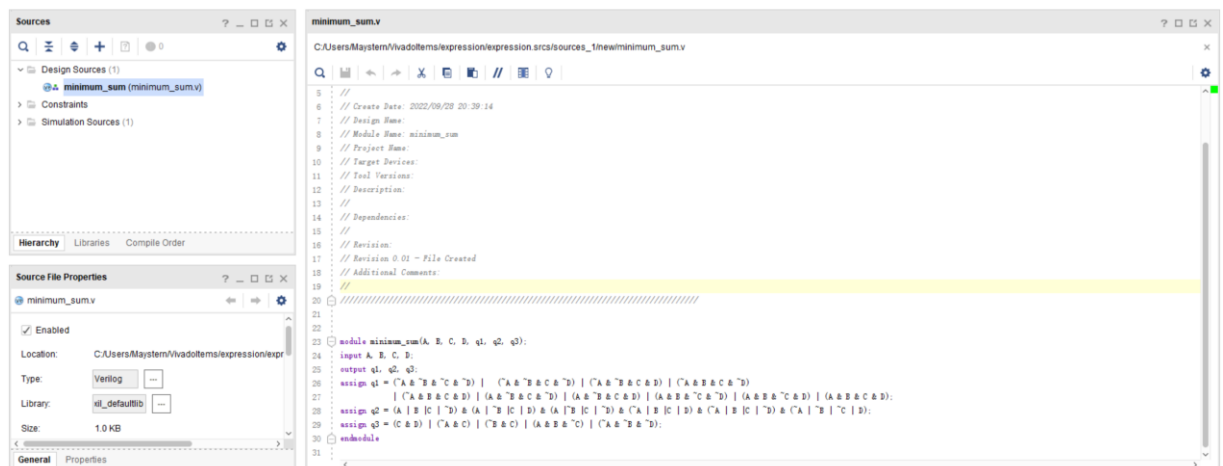 Sources
? _ □ ×
0
Design Sources (1)
minimum_sum (minimum_sum.v)
Constraints
Simulation Sources (1)
Hierarchy Libraries Compile Order
Source File Properties
? _ □ ×
minimum_sum.v
Enabled
Location: C:/Users/Maystern/VivadoItems/expression/expr
Type: Verilog ...
Library: xil_defaultlib ...
Size: 1.0 KB
General Properties
minimum_sum.v
? □ ×
C:/Users/Maystern/VivadoItems/expression/expression.srcs/sources_1/new/minimum_sum.v
5 //
6 // Create Date: 2022/09/28 20:39:14
7 // Design Name:
8 // Module Name: minimum_sum
9 // Project Name:
10 // Target Devices:
11 // Tool Versions:
12 // Description:
13 //
14 // Dependencies:
15 //
16 // Revision:
17 // Revision 0.01 - File Created
18 // Additional Comments:
19 //
20 //////////////////////////////////////////////////////////////////////////////////
21
22
23 module minimum_sum(A, B, C, D, q1, q2, q3);
24 input A, B, C, D;
25 output q1, q2, q3;
26 assign q1 = (~A & ~B & ~C & ~D) | (~A & ~B & C & ~D) | (~A & ~B & C & D) | (~A & B & C & ~D)
27 | (~A & B & C & D) | (A & ~B & C & ~D) | (A & ~B & C & D) | (A & B & ~C & ~D) | (A & B & ~C & D) | (A & B & C & D);
28 assign q2 = (A | B |C | ~D) & (A | ~B |C | D) & (A |~B |C | ~D) & (~A | B |C | D) & (~A | B |C | ~D) & (~A | ~B | ~C | D);
29 assign q3 = (C & D) | (~A & C) | (~B & C) | (A & B & ~C) | (~A & ~B & ~D);
30 endmodule
31